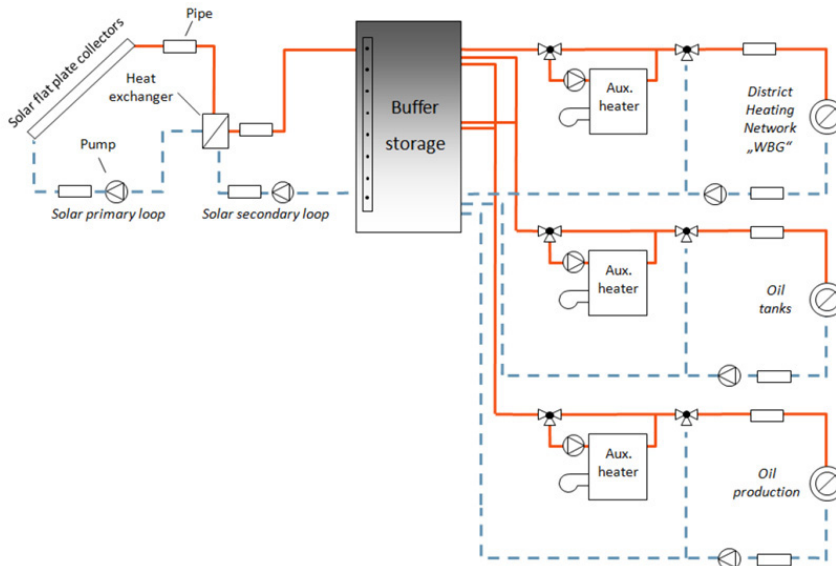 Solar flat plate collectors
Pipe
Heat
exchanger
Pump
Solar primary loop
Solar secondary loop
Buffer
storage
Aux.
heater
District
Heating
Network
„WBG“
Aux.
heater
Oil
tanks
Aux.
heater
Oil
production